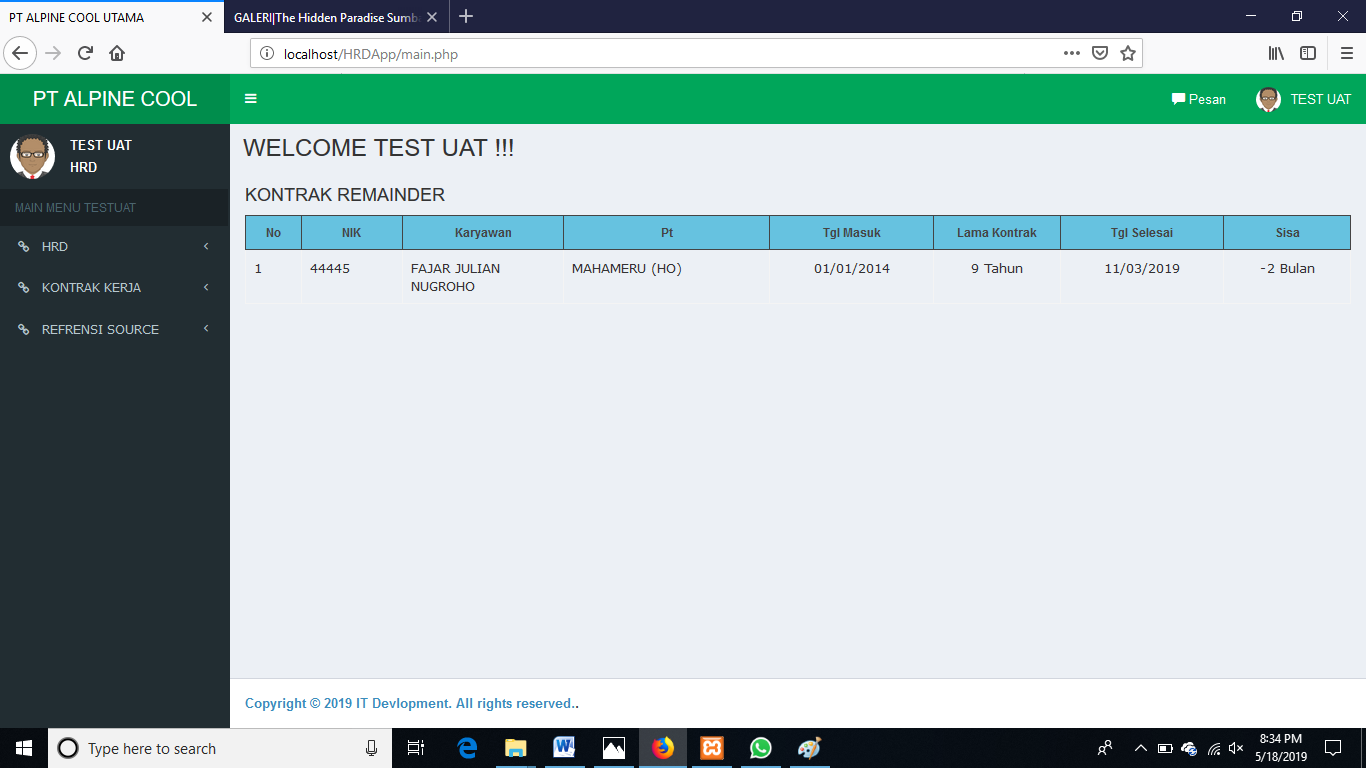 PT ALPINE COOL UTAMA
GALERI|The Hidden Paradise Sumb
localhost/HRDApp/main.php
PT ALPINE COOL
Pesan
TEST UAT
TEST UAT
HRD
MAIN MENU TESTUAT
HRD
KONTRAK KERJA
REFRENSI SOURCE
WELCOME TEST UAT !!!
KONTRAK REMAINDER
No NIK Karyawan Pt Tgl Masuk Lama Kontrak Tgl Selesai Sisa
1 44445 FAJAR JULIAN NUGROHO MAHAMERU (HO) 01/01/2014 9 Tahun 11/03/2019 -2 Bulan
Copyright © 2019 IT Devlopment. All rights reserved..
Type here to search
8:34 PM
5/18/2019